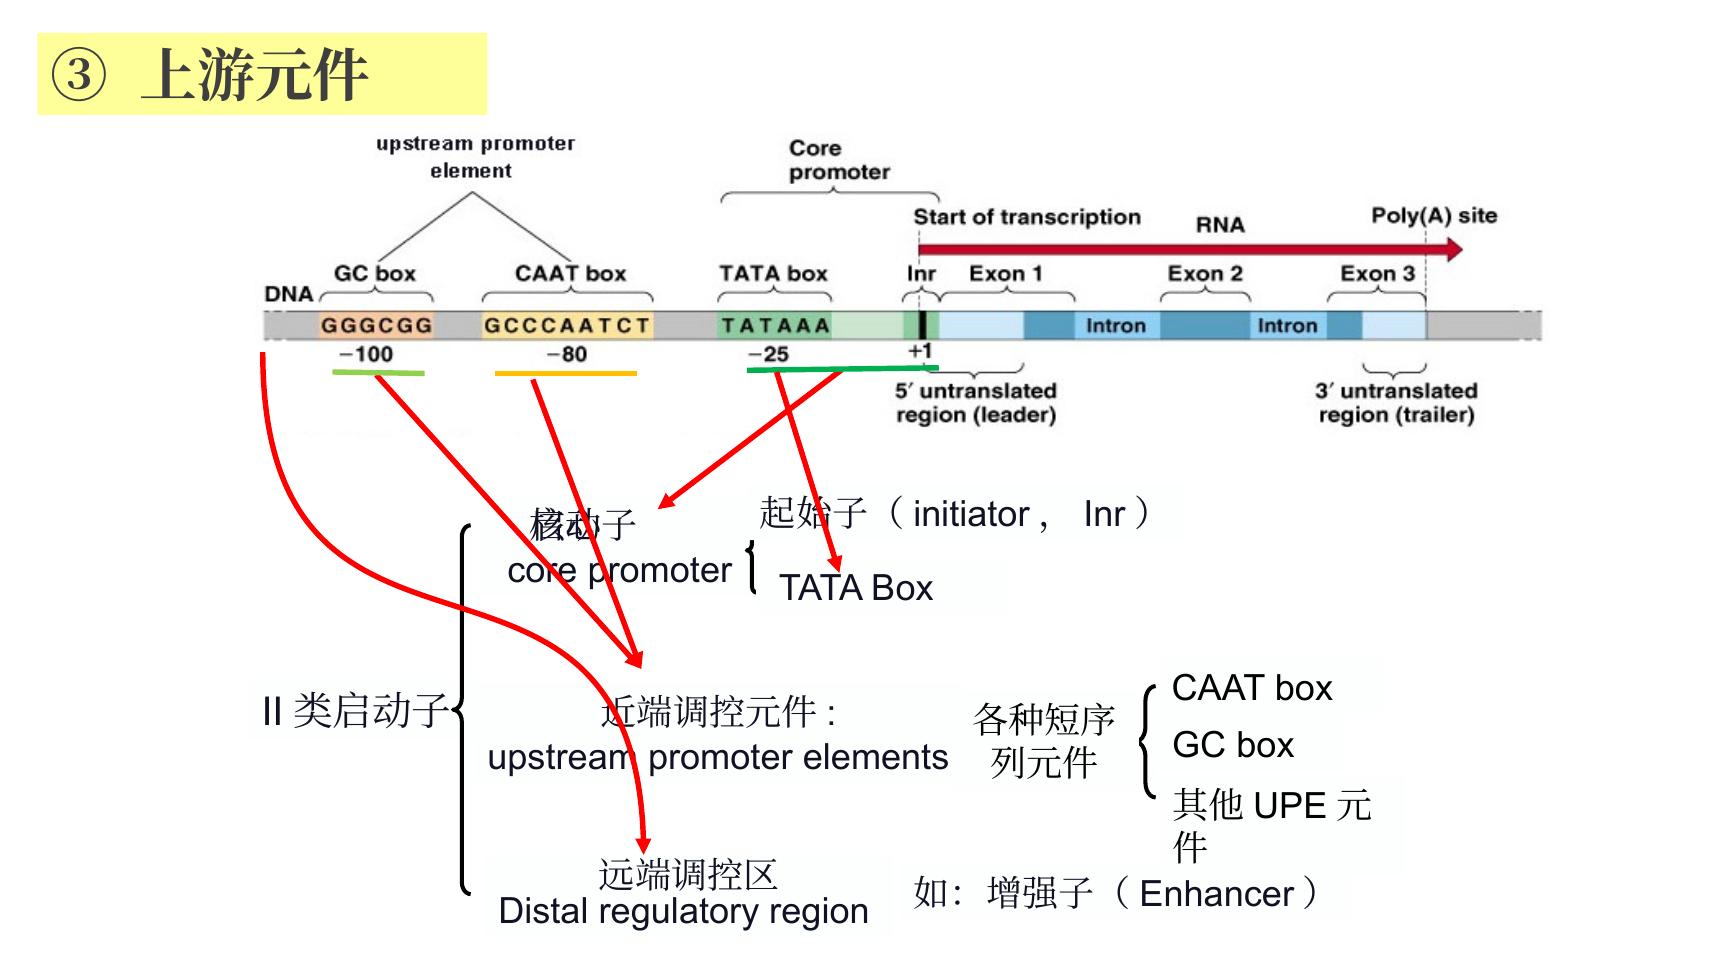 ③ 上游元件
upstream promoter
element
Core
promoter
Start of transcription
RNA
Poly(A) site
GC box
CAAT box
TATA box
Inr
Exon 1
Exon 2
Exon 3
DNA
GGGCGG
GCCCAATCT
TATAAA
Intron
Intron
−100
−80
−25
+1
5′ untranslated
region (leader)
3′ untranslated
region (trailer)
动子
core promoter
起始子（initiator， Inr）
TATA Box
II 类启动子
近端调控元件：
upstream promoter elements
各种短序
列元件
CAAT box
GC box
其他 UPE 元
件
远端调控区
Distal regulatory region
如：增强子（Enhancer）